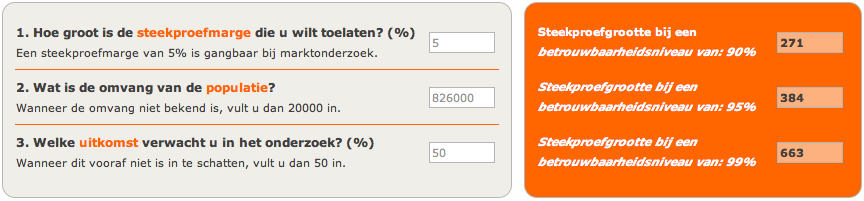 1. Hoe groot is de steekproefmarge die u wilt toelaten? (%)
Een steekproefmarge van 5% is gangbaar bij marktonderzoek.
5
2. Wat is de omvang van de populatie?
Wanneer de omvang niet bekend is, vult u dan 20000 in.
826000
3. Welke uitkomst verwacht u in het onderzoek? (%)
Wanneer dit vooraf niet is in te schatten, vult u dan 50 in.
50
Steekproefgrootte bij een
betrouwbaarheidsniveau van: 90%
271
Steekproefgrootte bij een
betrouwbaarheidsniveau van: 95%
384
Steekproefgrootte bij een
betrouwbaarheidsniveau van: 99%
663